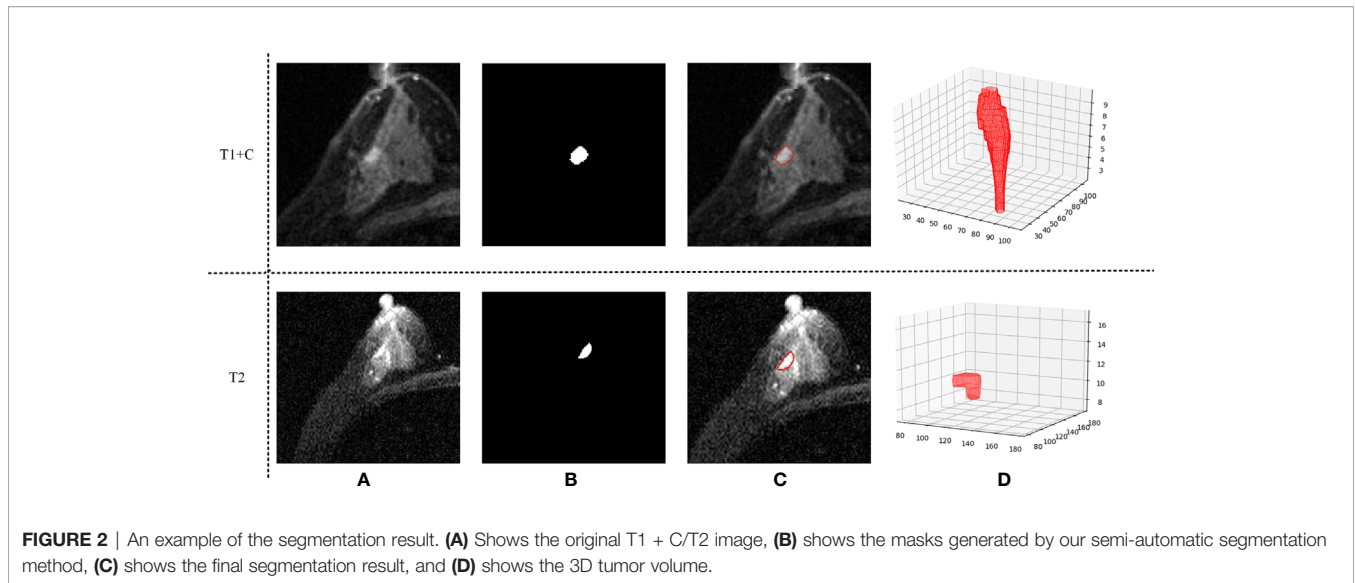 T1+C
9
8
7
6
5
4
3
30 40 50 60 70 80 90 100
30 40 50 60 70 80 90 100
T2
16
14
12
10
8
80 100 120 140 160 180
80 100 120 140 160 180
A B C D
FIGURE 2 | An example of the segmentation result. (A) Shows the original T1 + C/T2 image, (B) shows the masks generated by our semi-automatic segmentation
method, (C) shows the final segmentation result, and (D) shows the 3D tumor volume.